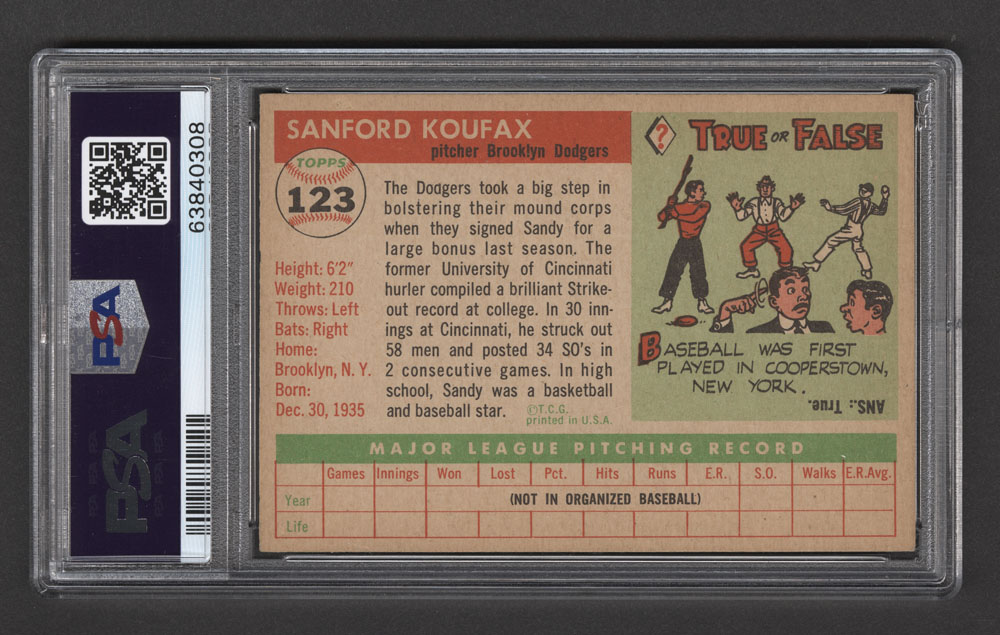 PSA
PSA
63840308
SANFORD KOUFAX
pitcher Brooklyn Dodgers
TOPPS
123
The Dodgers took a big step in
bolstering their mound corps
when they signed Sandy for a
large bonus last season. The
former University of Cincinnati
hurler compiled a brilliant Strike-
out record at college. In 30 inn-
ings at Cincinnati, he struck out
58 men and posted 34 SO's in
2 consecutive games. In high
school, Sandy was a basketball
and baseball star.
©T.C.G.
printed in U.S.A.
Height: 6'2"
Weight: 210
Throws: Left
Bats: Right
Home:
Brooklyn, N. Y.
Born:
Dec. 30, 1935
?
TRUE OR FALSE
BASEBALL WAS FIRST
PLAYED IN COOPERSTOWN,
NEW YORK.
ANS.: True.
MAJOR LEAGUE PITCHING RECORD
Games Innings Won Lost Pct. Hits Runs E.R. S.O. Walks E.R.Avg.
Year (NOT IN ORGANIZED BASEBALL)
Life